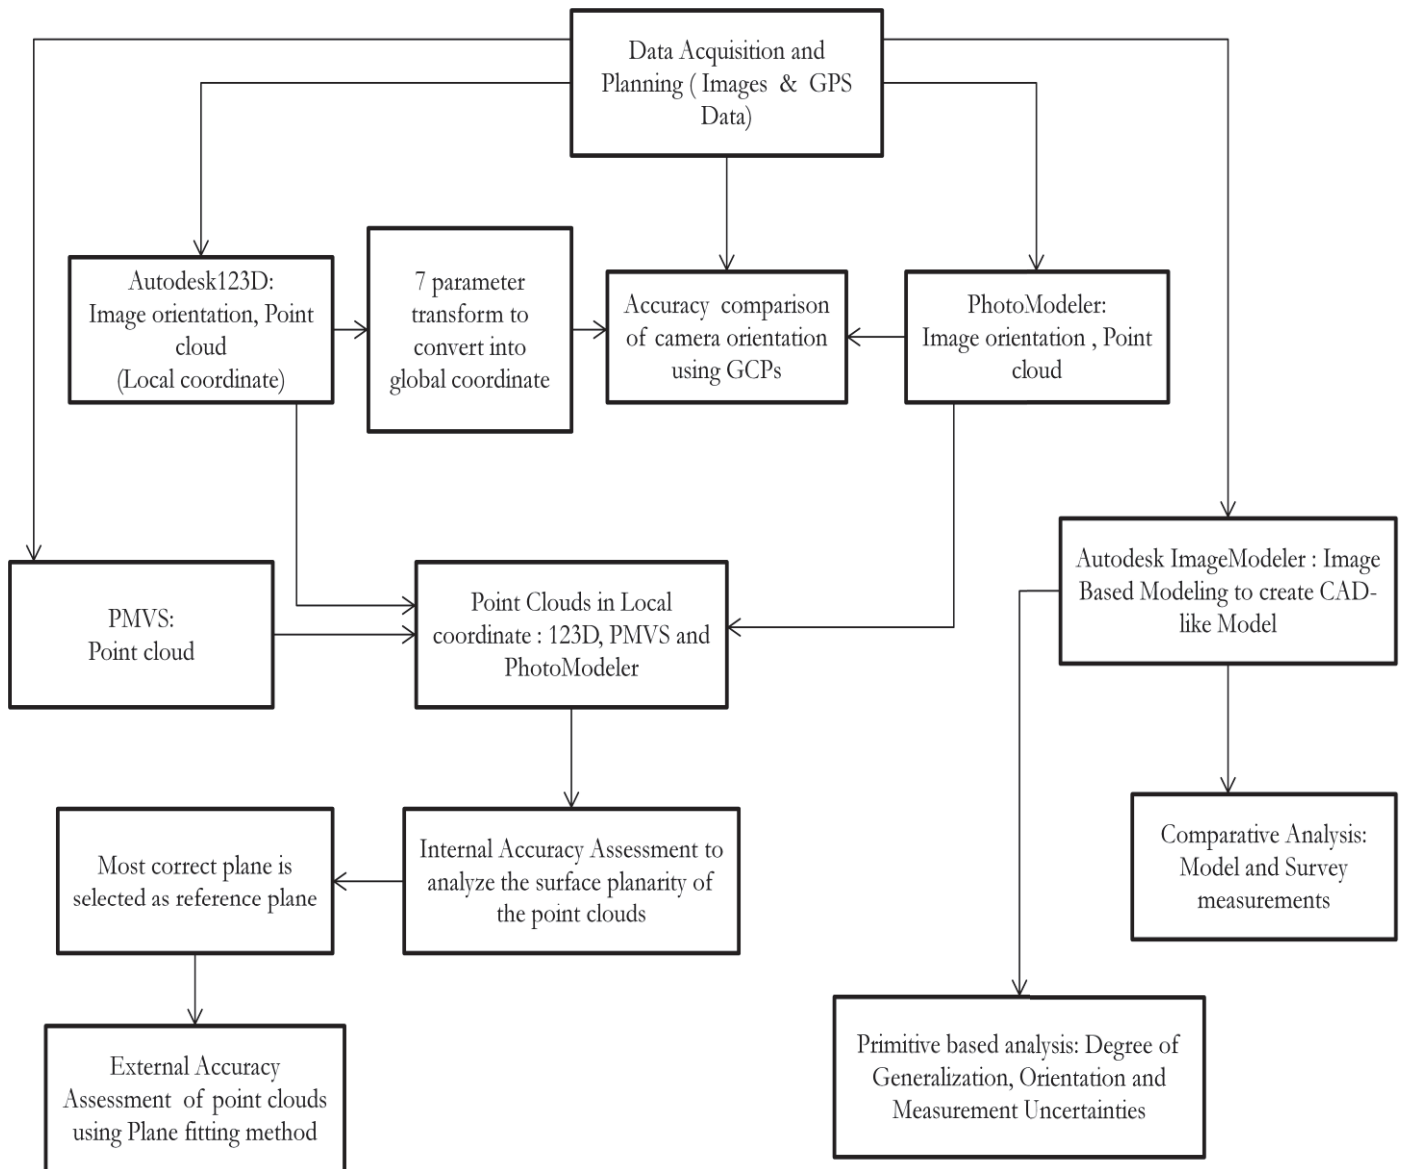 Data Acquisition and
Planning ( Images & GPS
Data)
Autodesk123D:
Image orientation, Point
cloud
(Local coordinate)
7 parameter
transform to
convert into
global coordinate
Accuracy comparison
of camera orientation
using GCPs
PhotoModeler:
Image orientation , Point
cloud
PMVS:
Point cloud
Point Clouds in Local
coordinate : 123D, PMVS and
PhotoModeler
Autodesk ImageModeler : Image
Based Modeling to create CAD-
like Model
Most correct plane is
selected as reference plane
Internal Accuracy Assessment to
analyze the surface planarity of
the point clouds
Comparative Analysis:
Model and Survey
measurements
External Accuracy
Assessment of point clouds
using Plane fitting method
Primitive based analysis: Degree of
Generalization, Orientation and
Measurement Uncertainties